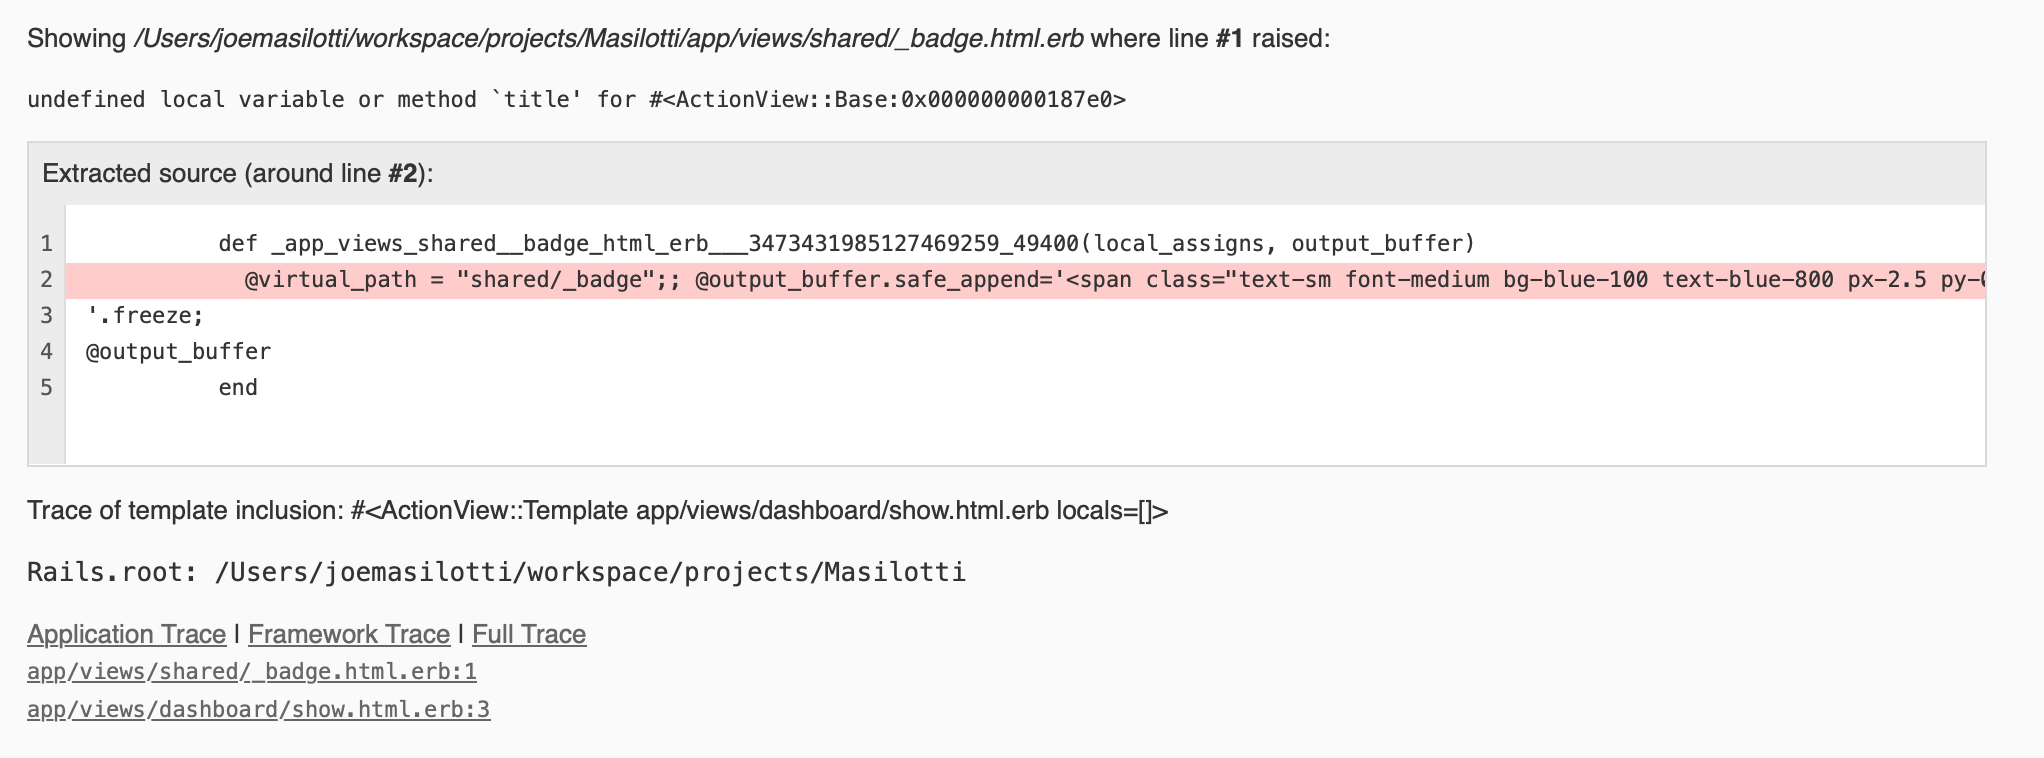 Showing /Users/joemasilotti/workspace/projects/Masilotti/app/views/shared/_badge.html.erb where line #1 raised:
undefined local variable or method `title' for #<ActionView::Base:0x000000000187e0>
Extracted source (around line #2):
1 def _app_views_shared__badge_html_erb___3473431985127469259_49400(local_assigns, output_buffer)
2 @virtual_path = "shared/_badge";; @output_buffer.safe_append='<span class="text-sm font-medium bg-blue-100 text-blue-800 px-2.5 py-
3 '.freeze;
4 @output_buffer
5 end
Trace of template inclusion: #<ActionView::Template app/views/dashboard/show.html.erb locals=[]>
Rails.root: /Users/joemasilotti/workspace/projects/Masilotti
Application Trace | Framework Trace | Full Trace
app/views/shared/_badge.html.erb:1
app/views/dashboard/show.html.erb:3